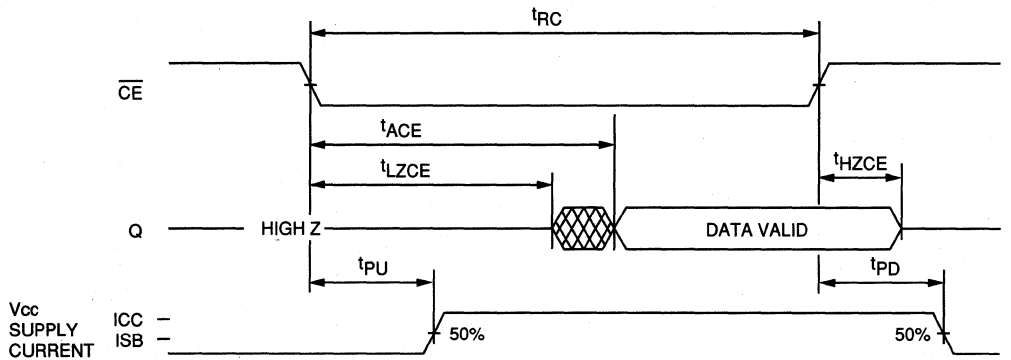 tRC
CE
tACE
tLZCE
tHZCE
Q
HIGH Z
DATA VALID
tPU
tPD
Vcc
SUPPLY
CURRENT
ICC
ISB
50%
50%